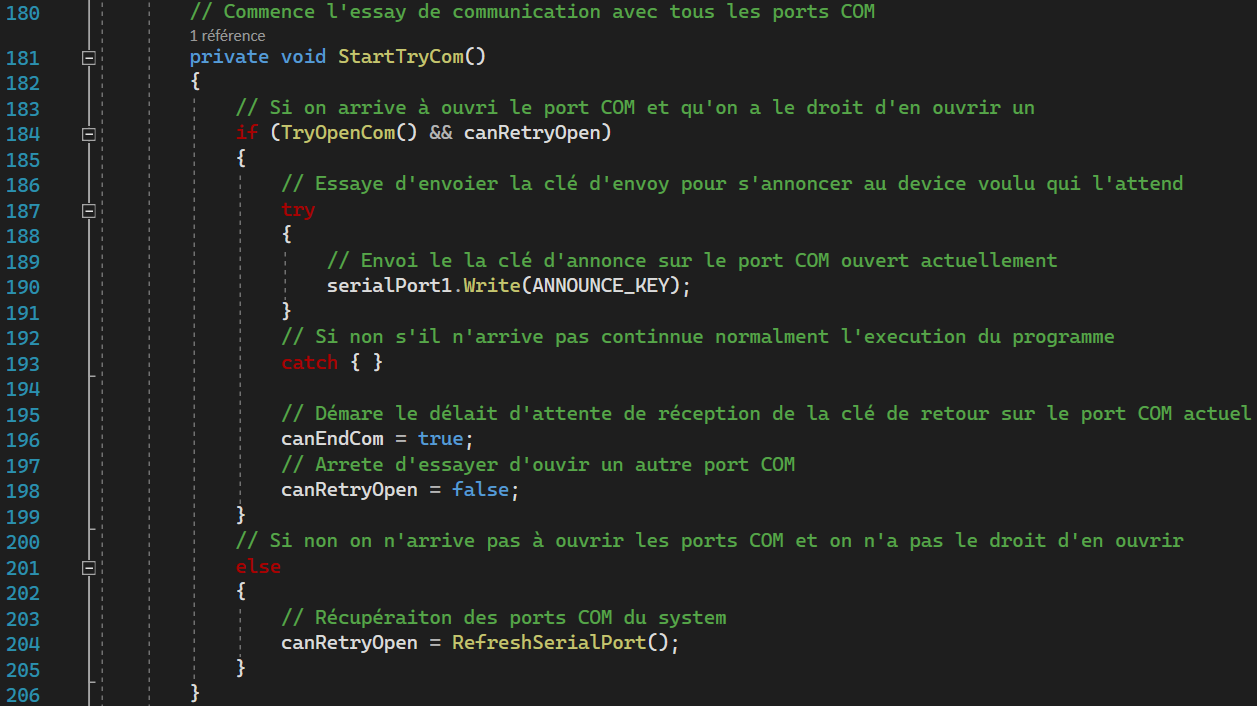 180 // Commence l'essay de communication avec tous les ports COM
1 référence
181 private void StartTryCom()
182 {
183 // Si on arrive à ouvri le port COM et qu'on a le droit d'en ouvrir un
184 if (TryOpenCom() && canRetryOpen)
185 {
186 // Essaye d'envoier la clé d'envoy pour s'annoncer au device voulu qui l'attend
187 try
188 {
189 // Envoi le la clé d'annonce sur le port COM ouvert actuellement
190 serialPort1.Write(ANNOUNCE_KEY);
191 }
192 // Si non s'il n'arrive pas continue normalment l'execution du programme
193 catch { }
194
195 // Démare le délait d'attente de réception de la clé de retour sur le port COM actuel
196 canEndCom = true;
197 // Arrete d'essayer d'ouvir un autre port COM
198 canRetryOpen = false;
199 }
200 // Si non on n'arrive pas à ouvrir les ports COM et on n'a pas le droit d'en ouvrir
201 else
202 {
203 // Récupéraiton des ports COM du system
204 canRetryOpen = RefreshSerialPort();
205 }
206 }